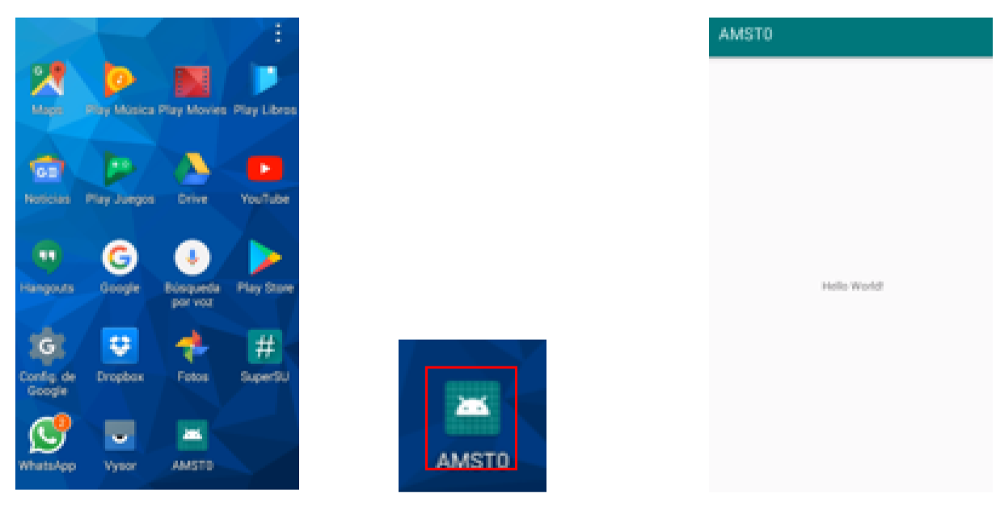 Maps Play Música Play Movies Play Libros
G
Noticias Play Juegos Drive YouTube
Hangouts Google Búsqueda por voz Play Store
G
#
Config. de Google Dropbox Fotos SuperSU
2
WhatsApp Vysor AMST0
AMST0
AMST0
Hello World!